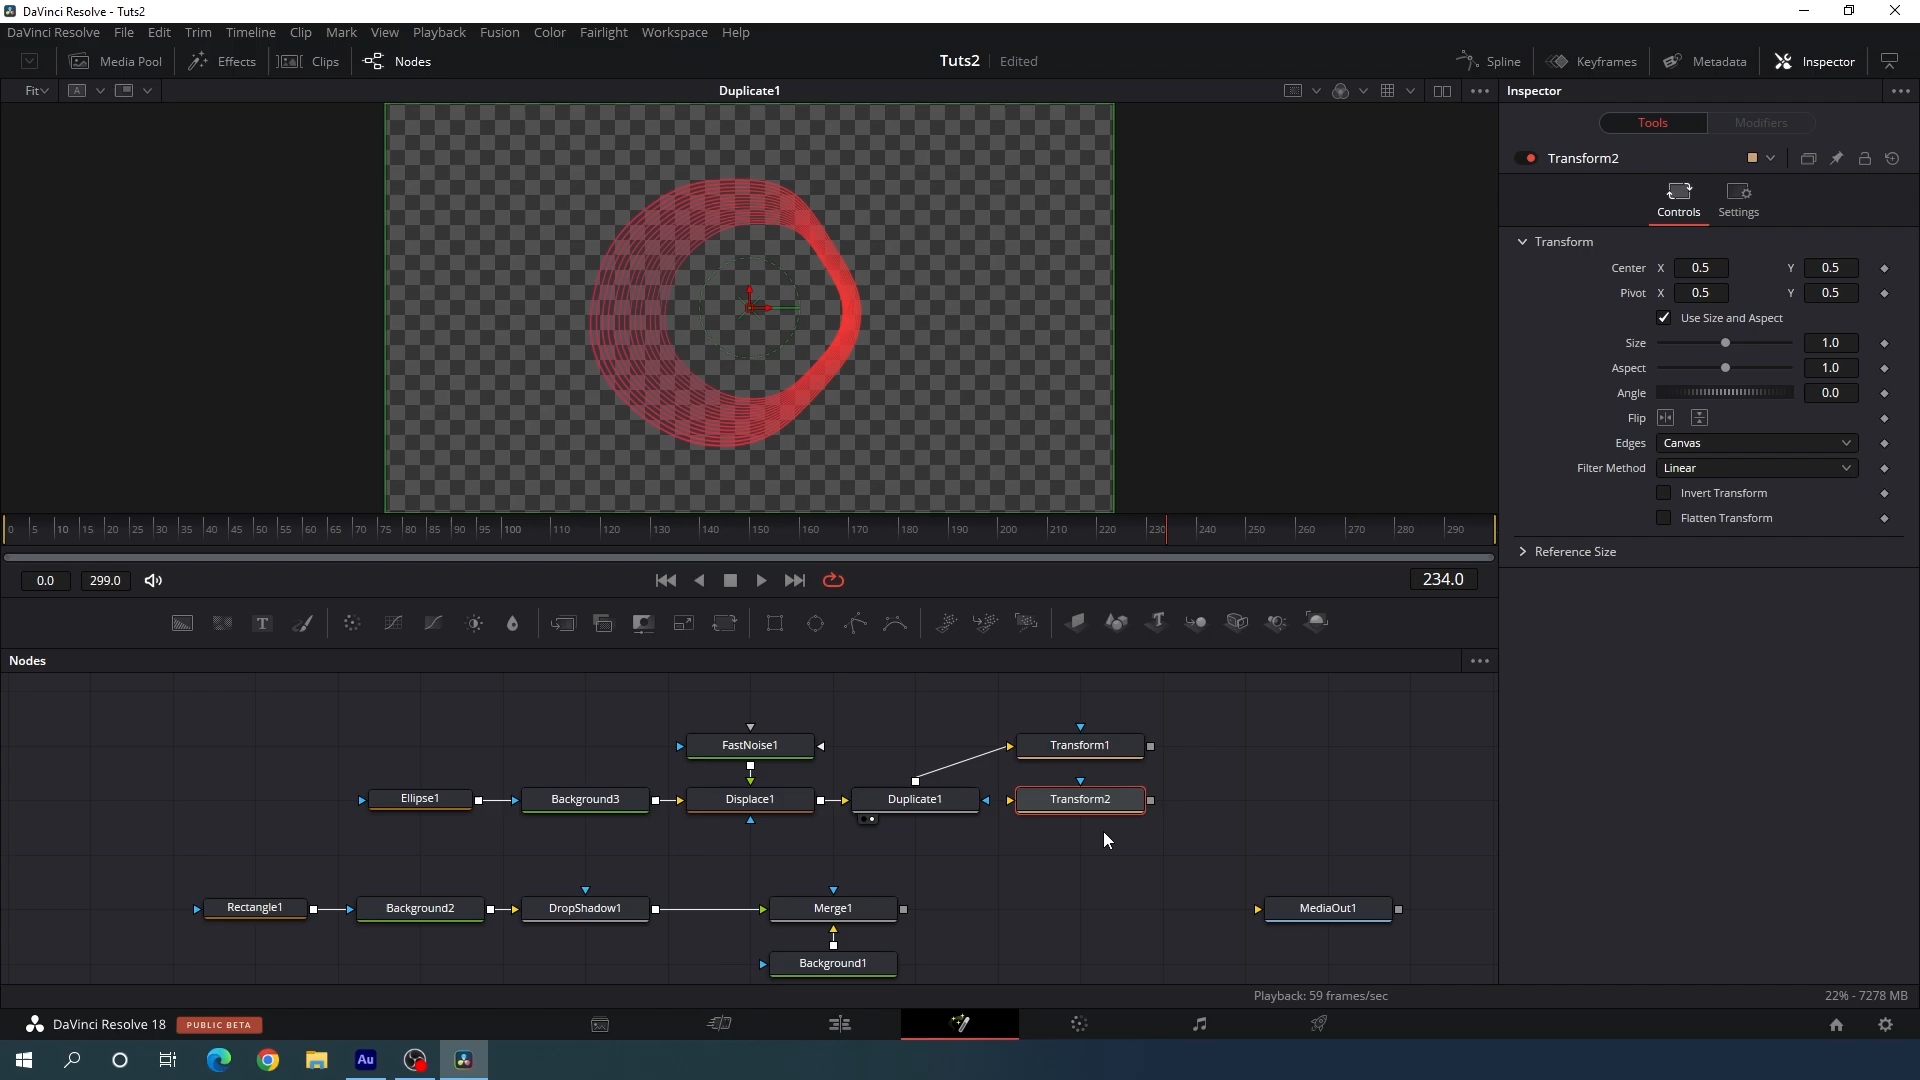 DaVinci Resolve - Tuts2
DaVinci Resolve File Edit Trim Timeline Clip Mark View Playback Fusion Color Fairlight Workspace Help
Media Pool Effects Clips Nodes Tuts2 Edited Spline Keyframes Metadata Inspector
Fit A Duplicate1 Inspector
Tools Modifiers
Transform2
Controls Settings
Transform
Center X 0.5 Y 0.5
Pivot X 0.5 Y 0.5
Use Size and Aspect
Size 1.0
Aspect 1.0
Angle 0.0
Flip
Edges Canvas
Filter Method Linear
Invert Transform
Flatten Transform
Reference Size
0 5 10 15 20 25 30 35 40 45 50 55 60 65 70 75 80 85 90 95 100 110 120 130 140 150 160 170 180 190 200 210 220 230 240 250 260 270 280 290
0.0 299.0 234.0
T T
Nodes
FastNoise1 Transform1
Ellipse1 Background3 Displace1 Duplicate1 Transform2
Rectangle1 Background2 DropShadow1 Merge1 MediaOut1
Background1
Playback: 59 frames/sec 22% - 7278 MB
DaVinci Resolve 18 PUBLIC BETA
Au